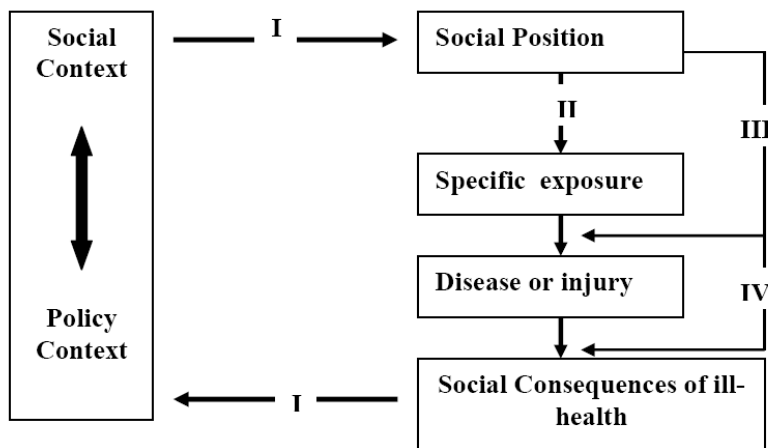 Social
Context
I
Social Position
II
III
Specific exposure
Disease or injury
IV
Policy
Context
I
Social Consequences of ill-
health